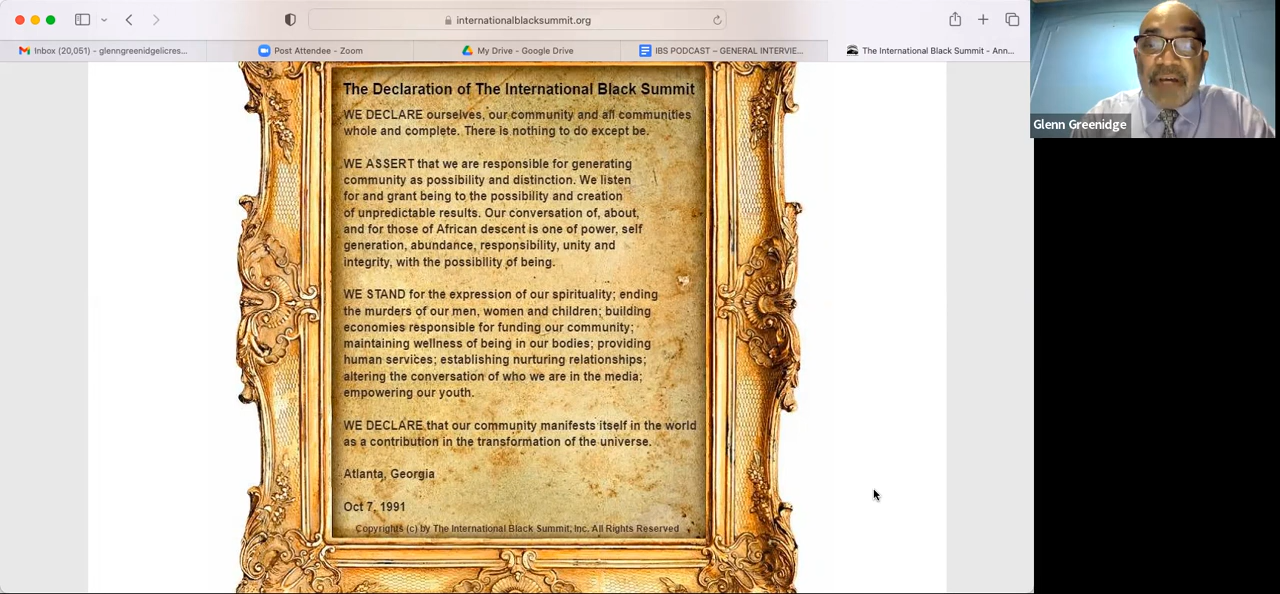 internationalblacksummit.org
Inbox (20,051) - glenngreenidgelicres...
Post Attendee - Zoom
My Drive - Google Drive
IBS PODCAST – GENERAL INTERVIE...
The International Black Summit - Ann...
Glenn Greenidge
The Declaration of The International Black Summit
WE DECLARE ourselves, our community and all communities
whole and complete. There is nothing to do except be.
WE ASSERT that we are responsible for generating
community as possibility and distinction. We listen
for and grant being to the possibility and creation
of unpredictable results. Our conversation of, about,
and for those of African descent is one of power, self
generation, abundance, responsibility, unity and
integrity, with the possibility of being.
WE STAND for the expression of our spirituality; ending
the murders of our men, women and children; building
economies responsible for funding our community;
maintaining wellness of being in our bodies; providing
human services; establishing nurturing relationships;
altering the conversation of who we are in the media;
empowering our youth.
WE DECLARE that our community manifests itself in the world
as a contribution in the transformation of the universe.
Atlanta, Georgia
Oct 7, 1991
Copyrights (c) by The International Black Summit, Inc. All Rights Reserved